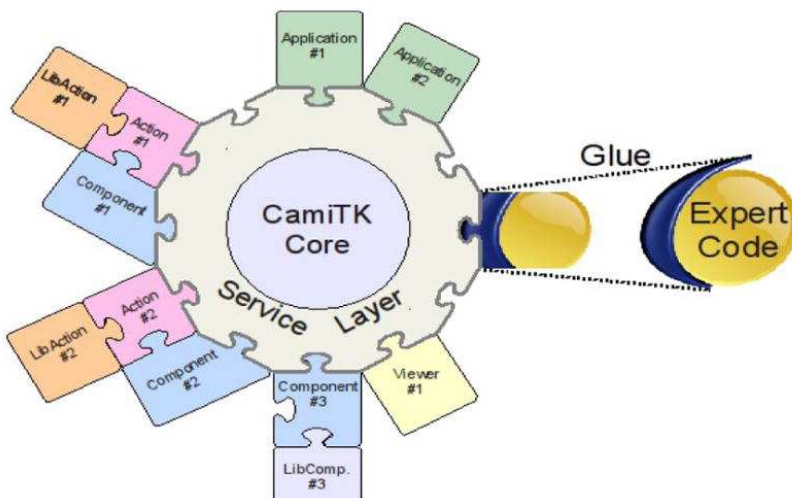 Application
#1
Application
#2
LibAction
#1
Action
#1
Component
#1
CamiTK
Core
Service Layer
Glue
Expert
Code
Action
#2
LibAction
#2
Component
#2
Component
#3
Viewer
#1
LibComp.
#3